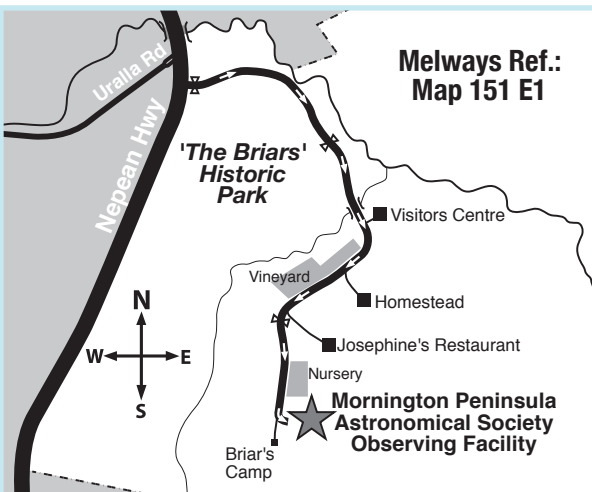 Melways Ref.:
Map 151 E1
Uralla Rd
Nepean Hwy
'The Briars'
Historic
Park
Visitors Centre
Vineyard
Homestead
N
W E
S
Josephine's Restaurant
Nursery
Mornington Peninsula
Astronomical Society
Observing Facility
Briar's
Camp